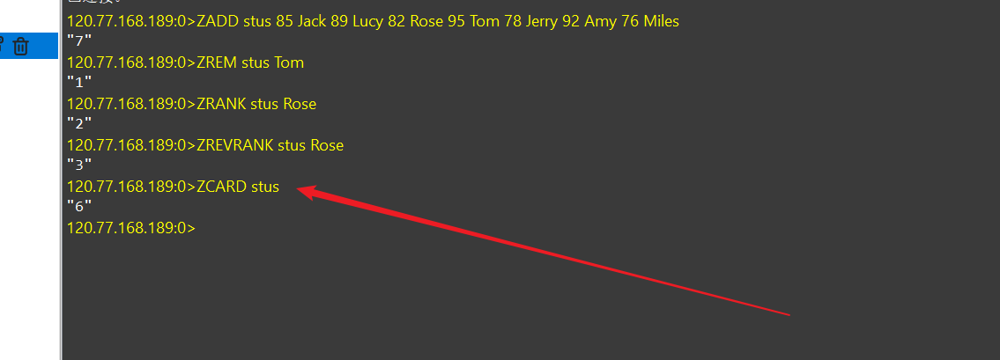 已连接。
120.77.168.189:0>ZADD stus 85 Jack 89 Lucy 82 Rose 95 Tom 78 Jerry 92 Amy 76 Miles
"7"
120.77.168.189:0>ZREM stus Tom
"1"
120.77.168.189:0>ZRANK stus Rose
"2"
120.77.168.189:0>ZREVRANK stus Rose
"3"
120.77.168.189:0>ZCARD stus
"6"
120.77.168.189:0>